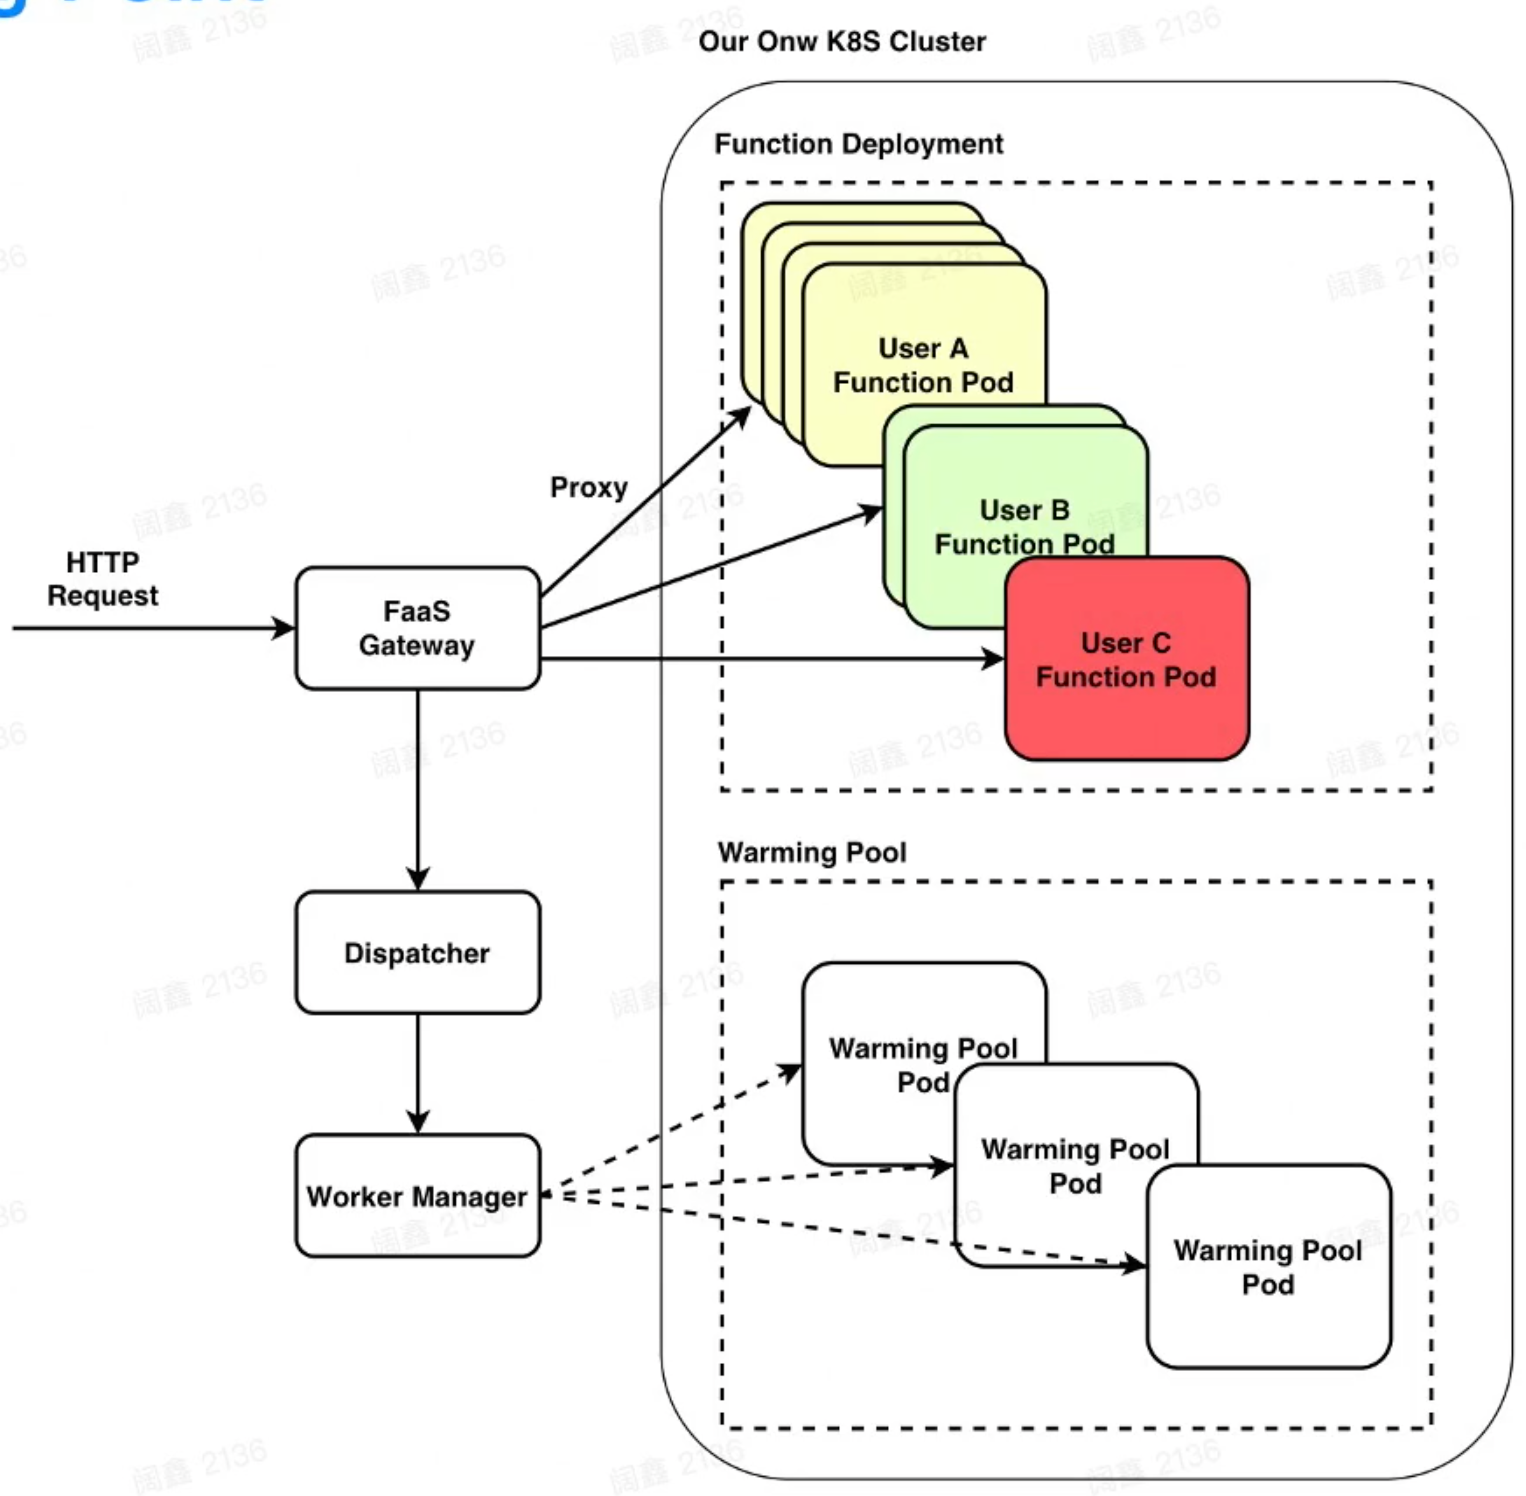 Our Onw K8S Cluster
Function Deployment
User A
Function Pod
Proxy
User B
Function Pod
HTTP
Request
FaaS
Gateway
User C
Function Pod
Warming Pool
Dispatcher
Warming Pool
Pod
Warming Pool
Pod
Worker Manager
Warming Pool
Pod
阔鑫 2136